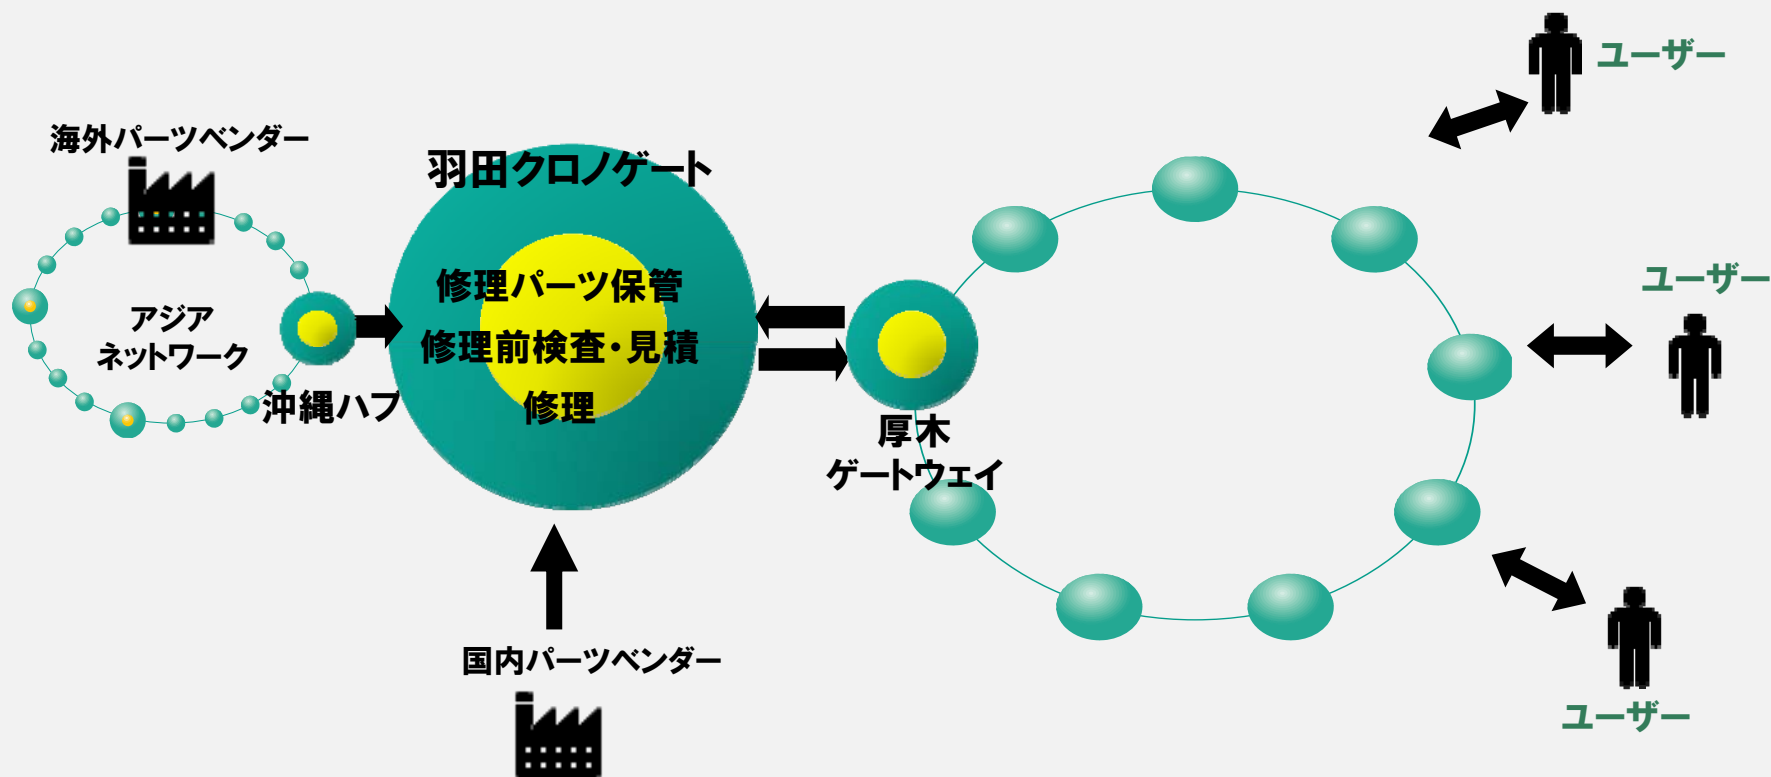 ユーザー
海外パーツベンダー
羽田クロノゲート
ユーザー
修理パーツ保管
アジア
ネットワーク
修理前検査・見積
沖縄ハブ
修理
厚木
ゲートウェイ
国内パーツベンダー
ユーザー